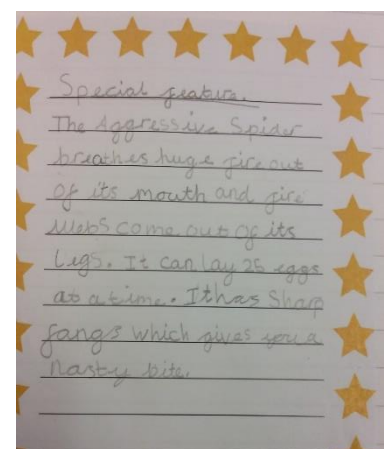 Special feature.
The Aggressive Spider
breathes huge fire out
of its mouth and fire
webs come out of its
Legs. It can lay 25 eggs
at a time. It has Sharp
fangs which gives you a
nasty bite.